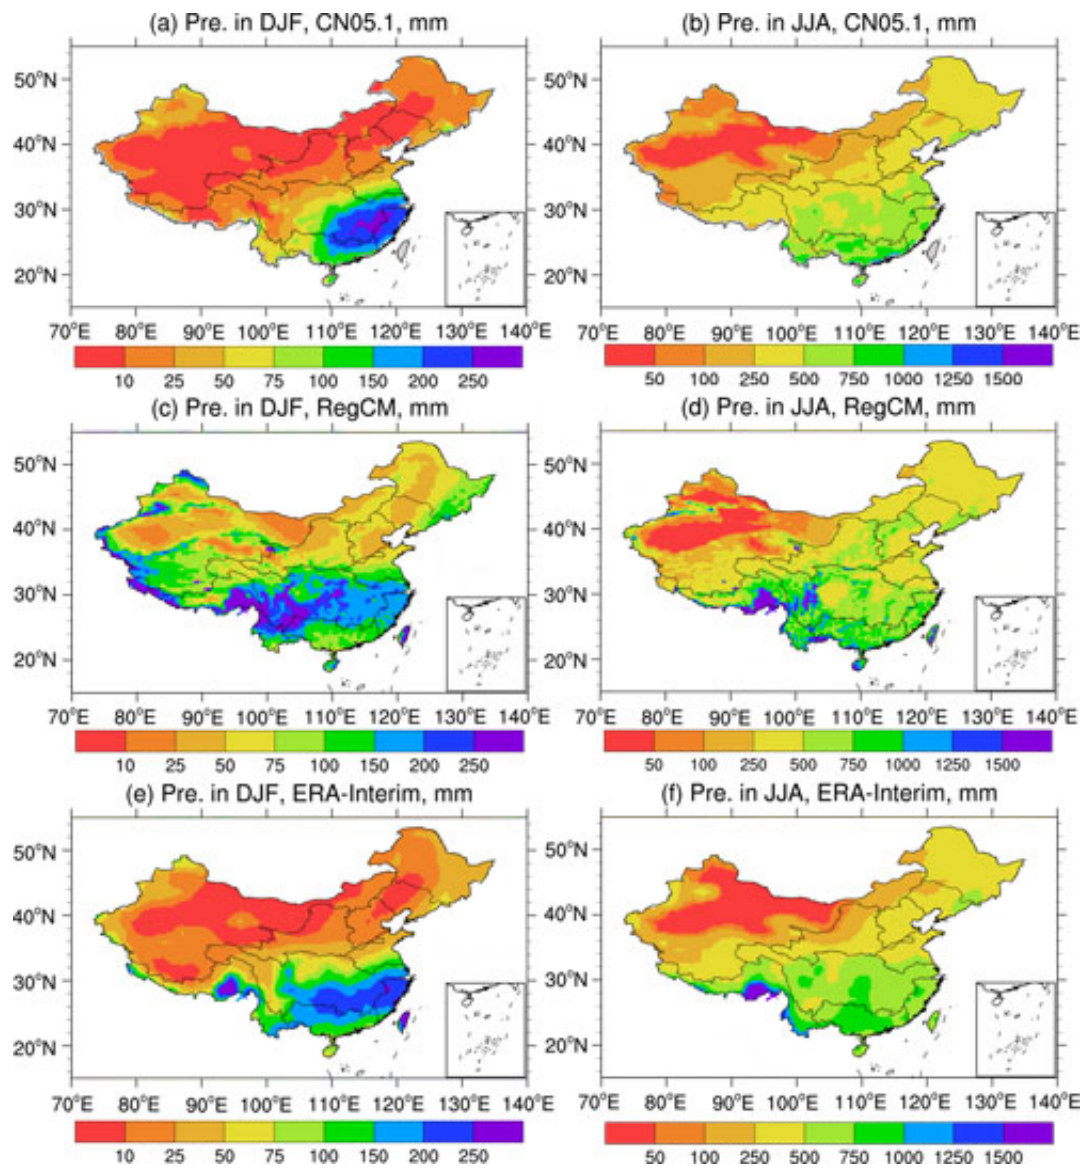 (a) Pre. in DJF, CN05.1, mm (b) Pre. in JJA, CN05.1, mm
50°N 50°N
40°N 40°N
30°N 30°N
20°N 20°N
70°E 80°E 90°E 100°E 110°E 120°E 130°E 140°E 70°E 80°E 90°E 100°E 110°E 120°E 130°E 140°E
10 25 50 75 100 150 200 250 50 100 250 500 750 1000 1250 1500
(c) Pre. in DJF, RegCM, mm (d) Pre. in JJA, RegCM, mm
50°N 50°N
40°N 40°N
30°N 30°N
20°N 20°N
70°E 80°E 90°E 100°E 110°E 120°E 130°E 140°E 70°E 80°E 90°E 100°E 110°E 120°E 130°E 140°E
10 25 50 75 100 150 200 250 50 100 250 500 750 1000 1250 1500
(e) Pre. in DJF, ERA-Interim, mm (f) Pre. in JJA, ERA-Interim, mm
50°N 50°N
40°N 40°N
30°N 30°N
20°N 20°N
70°E 80°E 90°E 100°E 110°E 120°E 130°E 140°E 70°E 80°E 90°E 100°E 110°E 120°E 130°E 140°E
10 25 50 75 100 150 200 250 50 100 250 500 750 1000 1250 1500